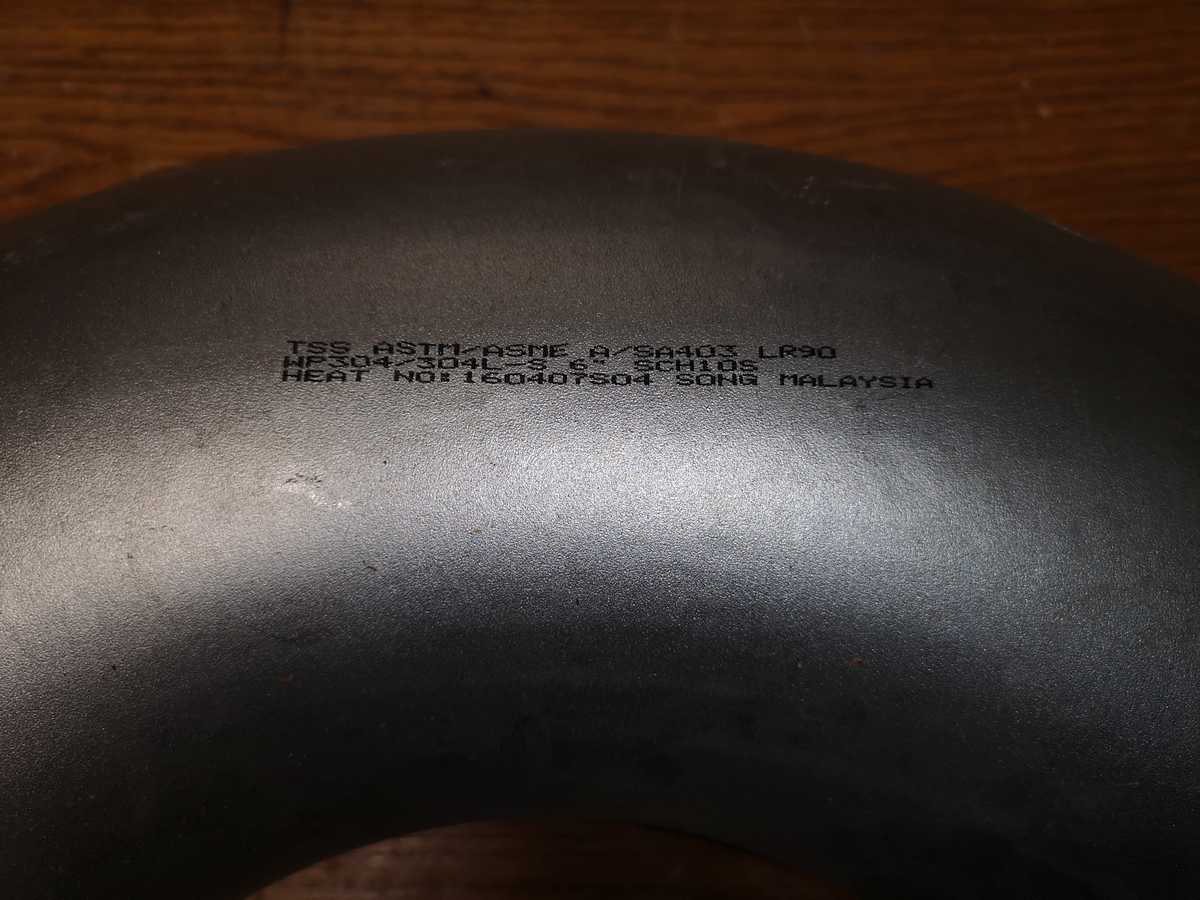 TSS ASTM/ASME A/SA403 LR90
WP304/304L-S 6" SCH10S
HEAT NO:160407S04 SONG MALAYSIA